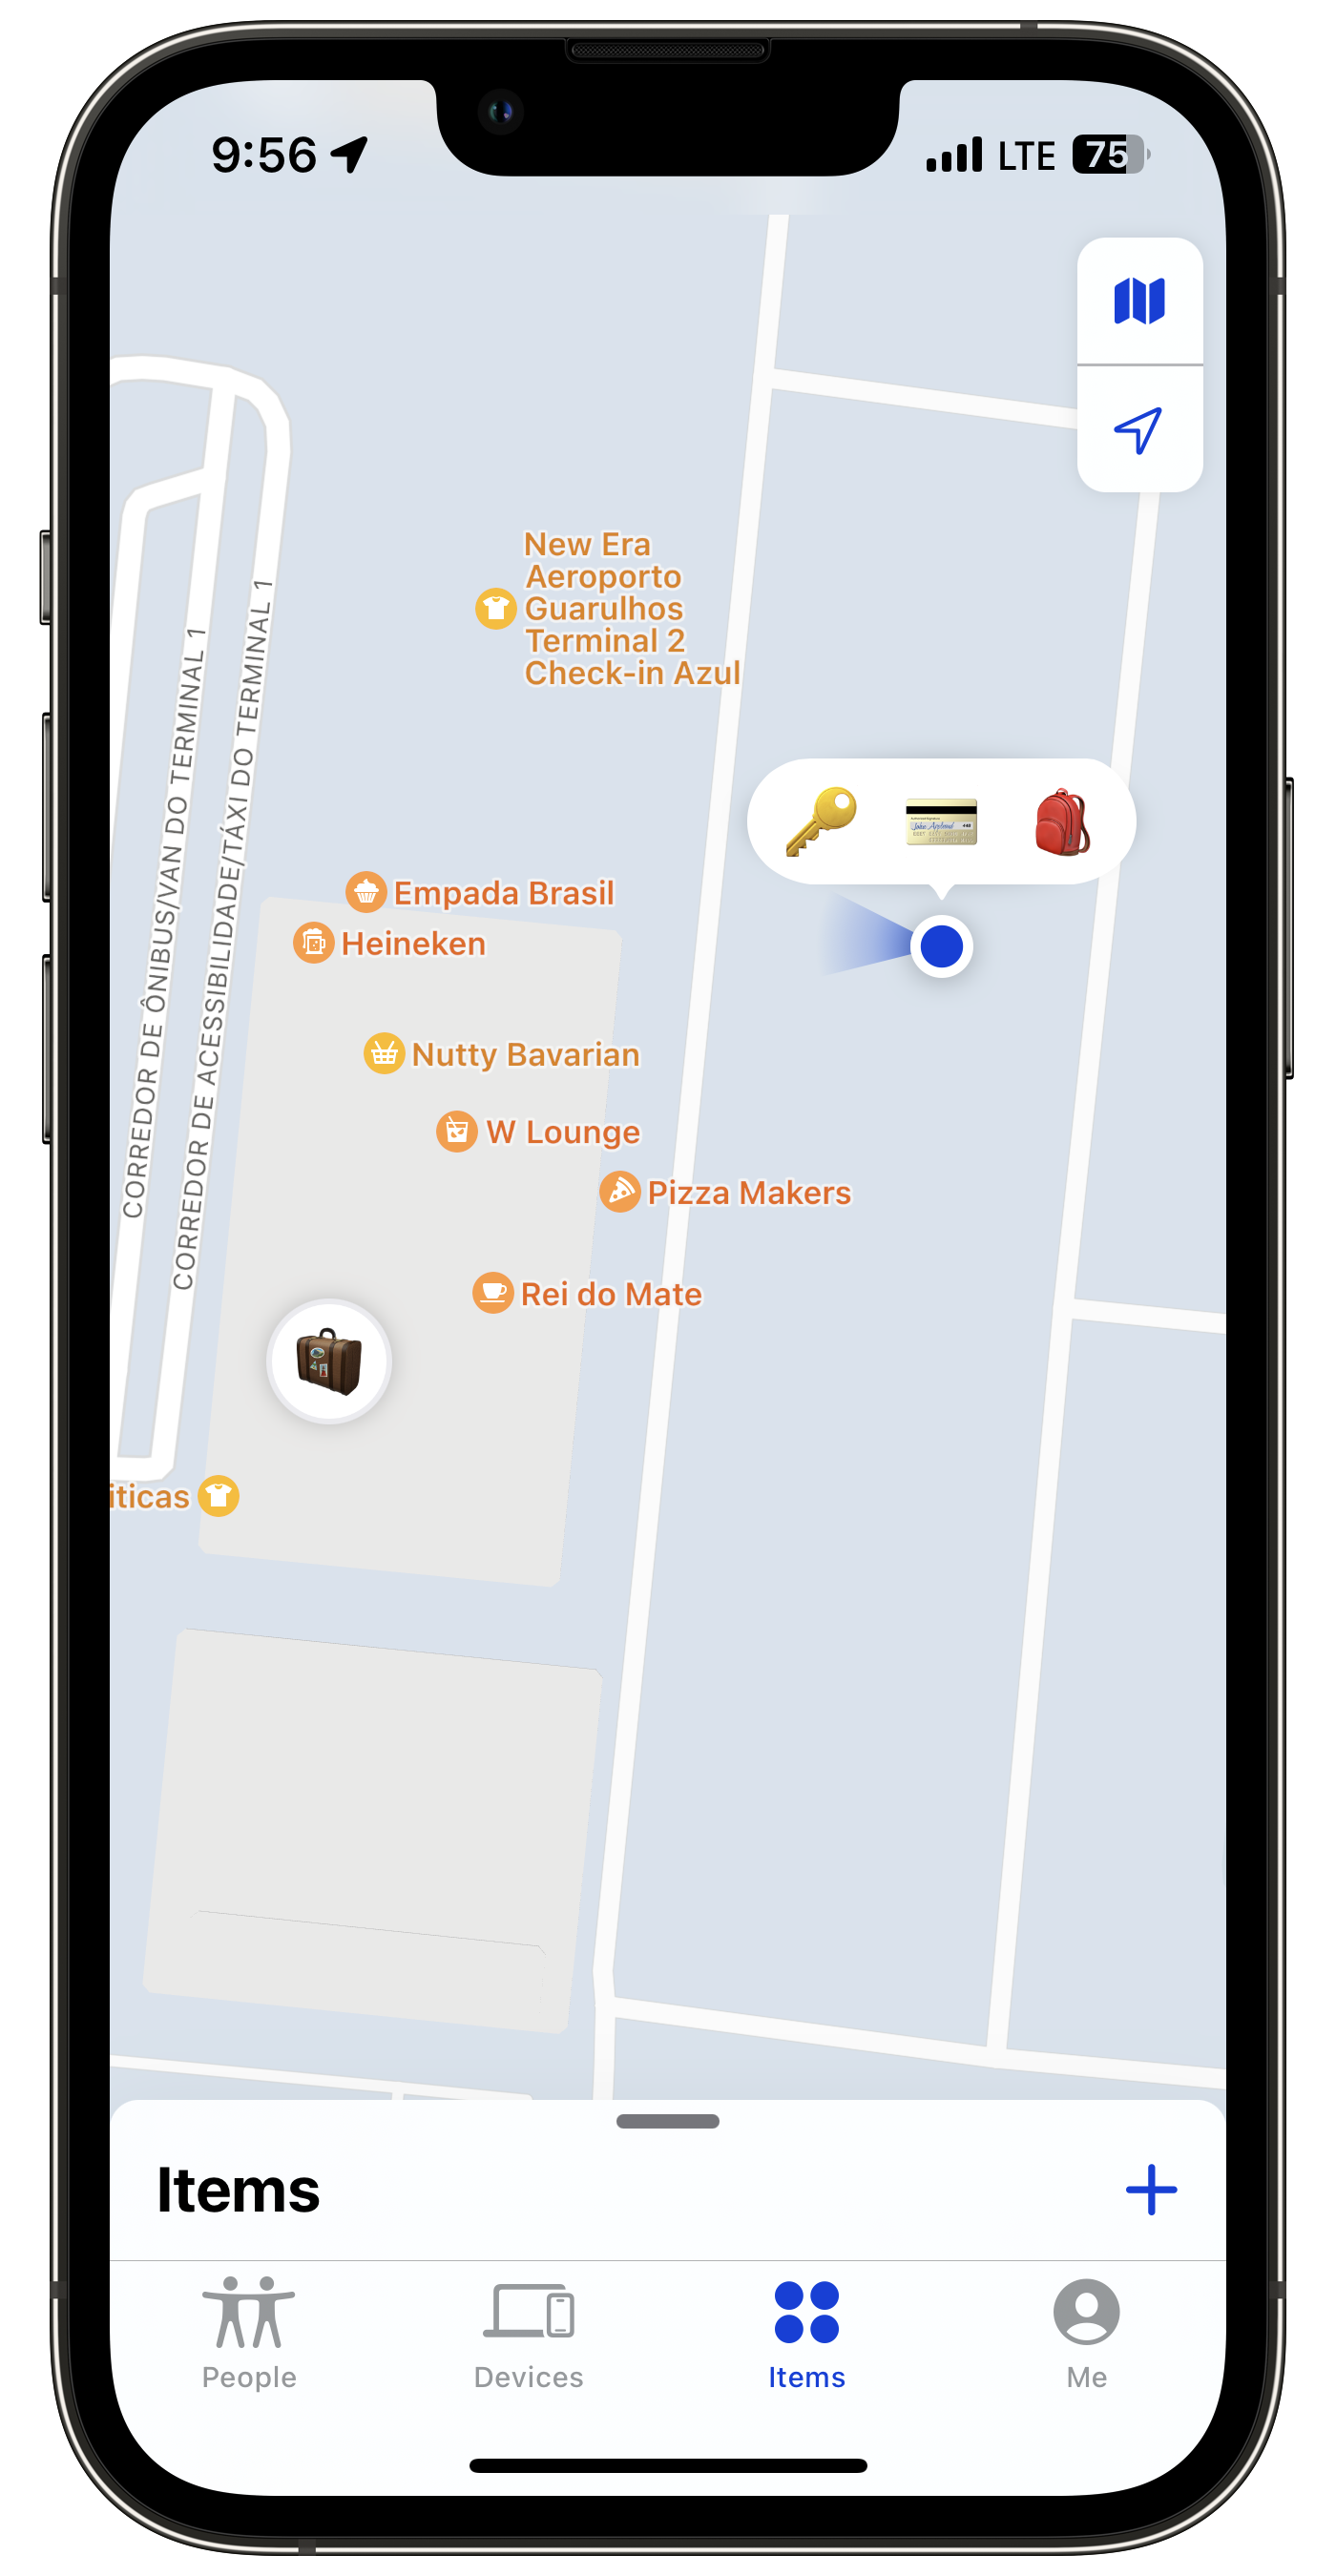 9:56
LTE
75
New Era
Aeroporto
Guarulhos
Terminal 2
Check-in Azul
CORREDOR DE ÔNIBUS/VAN DO TERMINAL 1
CORREDOR DE ACESSIBILIDADE/TÁXI DO TERMINAL 1
Empada Brasil
Heineken
Nutty Bavarian
W Lounge
Pizza Makers
Rei do Mate
iticas
Items
People
Devices
Items
Me